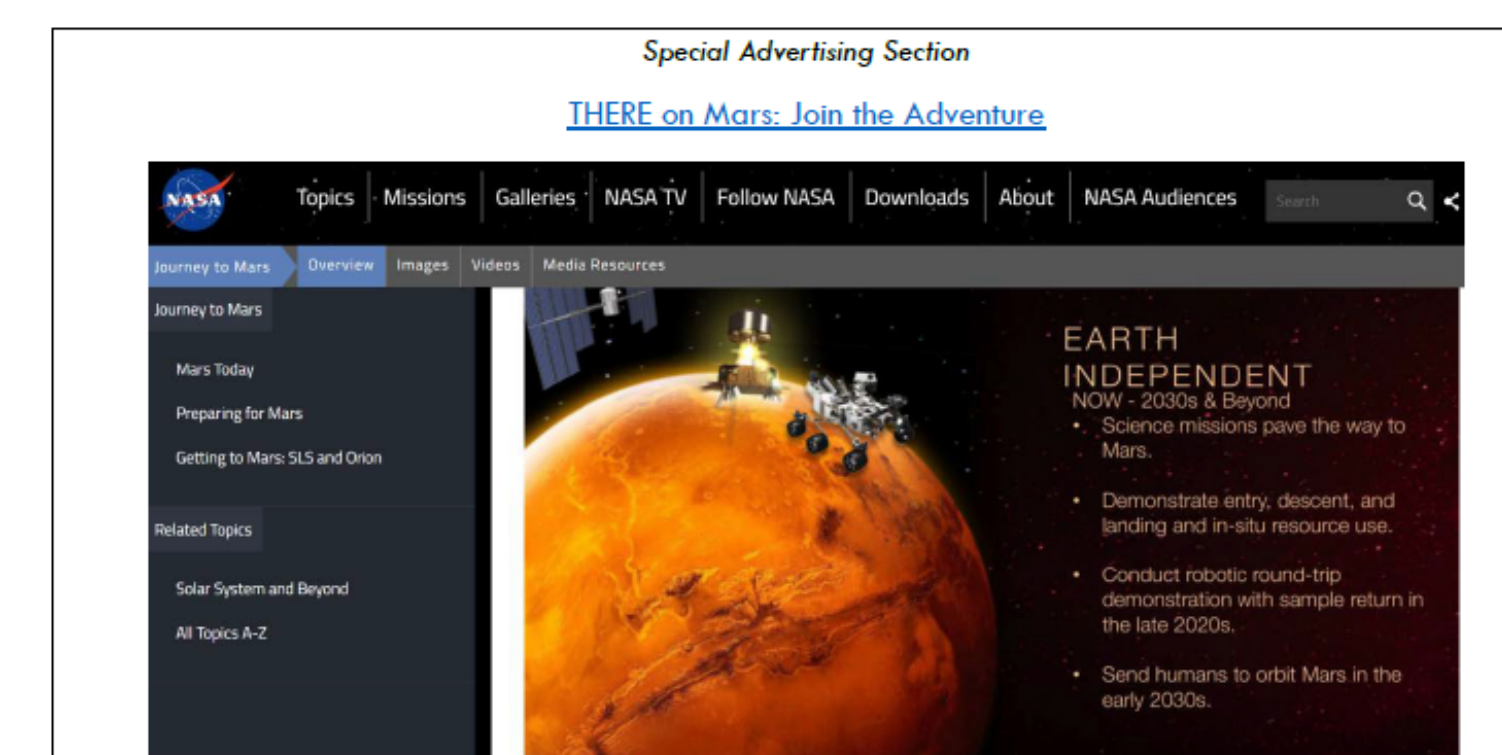 Special Advertising Section
THERE on Mars: Join the Adventure
NASA
Topics Missions Galleries NASA TV Follow NASA Downloads About NASA Audiences Search
Journey to Mars Overview Images Videos Media Resources
Journey to Mars
Mars Today
Preparing for Mars
Getting to Mars: SLS and Orion
Related Topics
Solar System and Beyond
All Topics A-Z
EARTH
INDEPENDENT
NOW - 2030s & Beyond
• Science missions pave the way to
Mars.
• Demonstrate entry, descent, and
landing and in-situ resource use.
• Conduct robotic round-trip
demonstration with sample return in
the late 2020s.
• Send humans to orbit Mars in the
early 2030s.